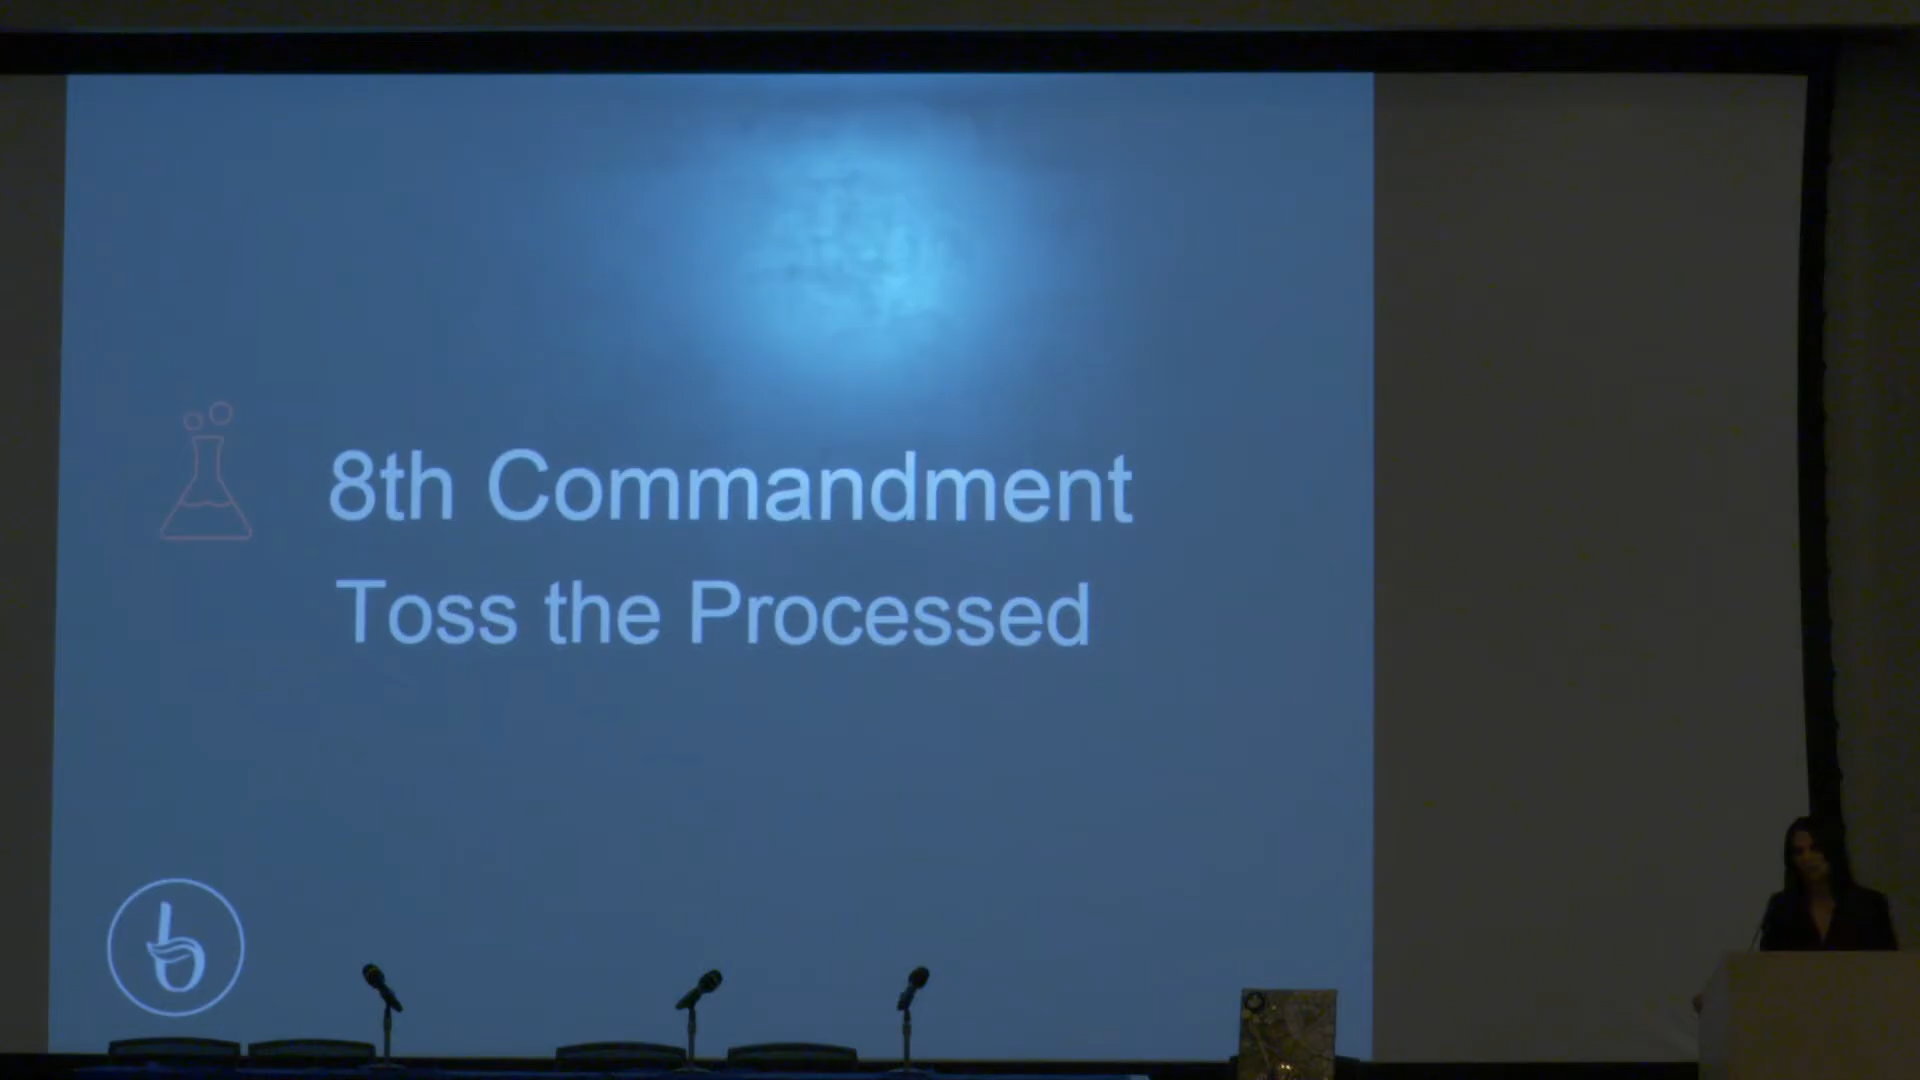 8th Commandment
Toss the Processed
b